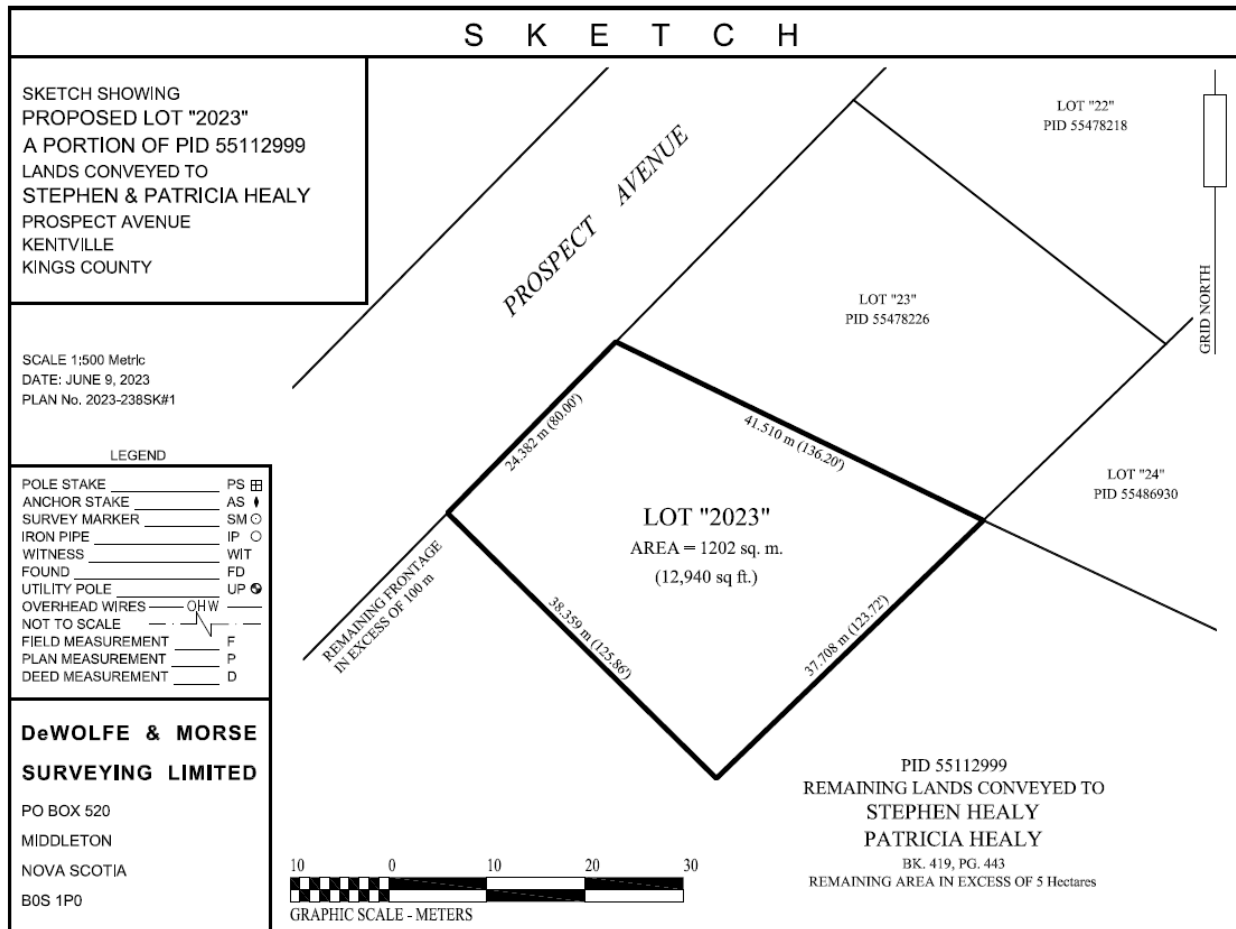 S K E T C H
SKETCH SHOWING
PROPOSED LOT "2023"
A PORTION OF PID 55112999
LANDS CONVEYED TO
STEPHEN & PATRICIA HEALY
PROSPECT AVENUE
KENTVILLE
KINGS COUNTY
SCALE 1:500 Metric
DATE: JUNE 9, 2023
PLAN No. 2023-238SK#1
LEGEND
POLE STAKE PS
ANCHOR STAKE AS
SURVEY MARKER SM
IRON PIPE IP
WITNESS WIT
FOUND FD
UTILITY POLE UP
OVERHEAD WIRES OHW
NOT TO SCALE
FIELD MEASUREMENT F
PLAN MEASUREMENT P
DEED MEASUREMENT D
DeWOLFE & MORSE
SURVEYING LIMITED
PO BOX 520
MIDDLETON
NOVA SCOTIA
B0S 1P0
PROSPECT AVENUE
LOT "22"
PID 55478218
GRID NORTH
LOT "23"
PID 55478226
LOT "24"
PID 55486930
24.382 m (80.00')
41.510 m (136.20')
LOT "2023"
AREA = 1202 sq. m.
(12,940 sq ft.)
REMAINING FRONTAGE
IN EXCESS OF 100 m
38.359 m (125.86')
37.708 m (123.72')
PID 55112999
REMAINING LANDS CONVEYED TO
STEPHEN HEALY
PATRICIA HEALY
BK. 419, PG. 443
REMAINING AREA IN EXCESS OF 5 Hectares
10 0 10 20 30
GRAPHIC SCALE - METERS